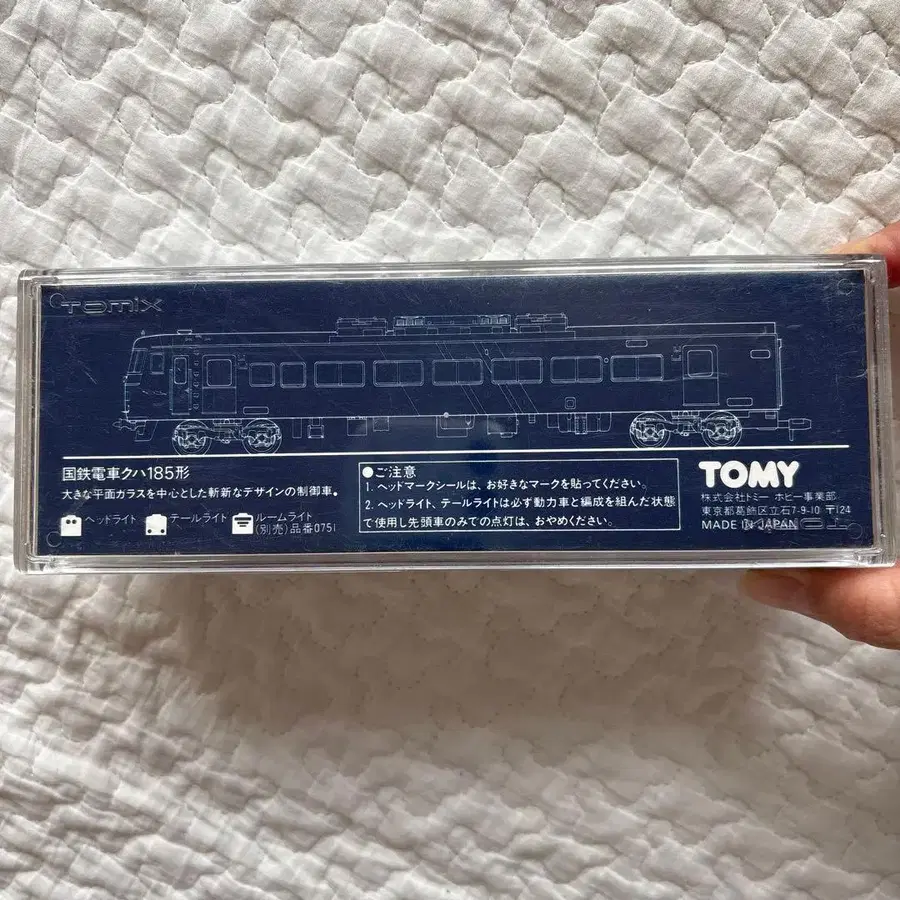 TOMIX
国鉄電車クハ185形
大きな平面ガラスを中心とした斬新なデザインの制御車。
ヘッドライト テールライト ルームライト
(別売)品番0751
●ご注意
1. ヘッドマークシールは、お好きなマークを貼ってください。
2. ヘッドライト、テールライトは必ず動力車と編成を組んだ状態
で使用し先頭車のみでの点灯は、おやめください。
TOMY
株式会社トミー ホビー事業部
東京都葛飾区立石7-9-10 〒124
MADE IN JAPAN
TOMY